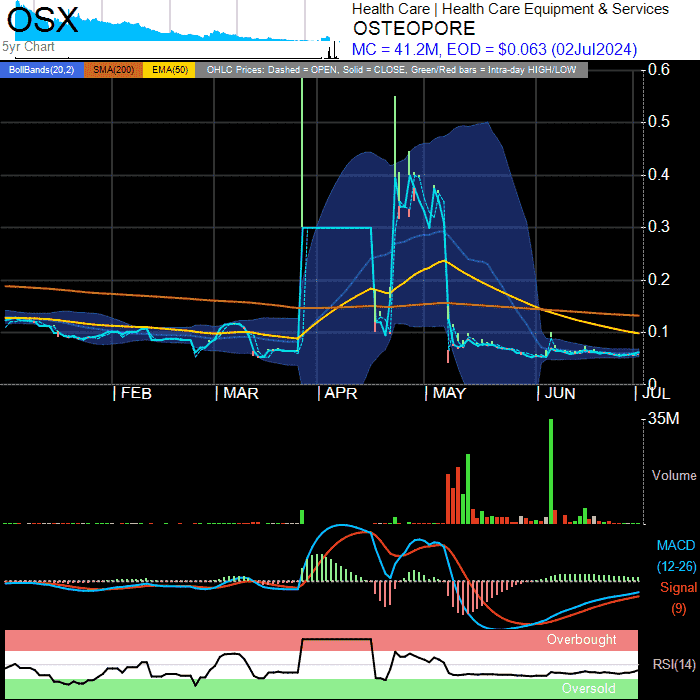 OSX
5yr Chart
Health Care | Health Care Equipment & Services
OSTEOPORE
MC = 41.2M, EOD = $0.063 (02Jul2024)
BollBands(20,2) SMA(200) EMA(50) OHLC Prices: Dashed = OPEN, Solid = CLOSE, Green/Red bars = Intra-day HIGH/LOW
0.6
0.5
0.4
0.3
0.2
0.1
0
FEB MAR APR MAY JUN JUL
35M
Volume
MACD
(12-26)
Signal
(9)
Overbought
RSI(14)
Oversold